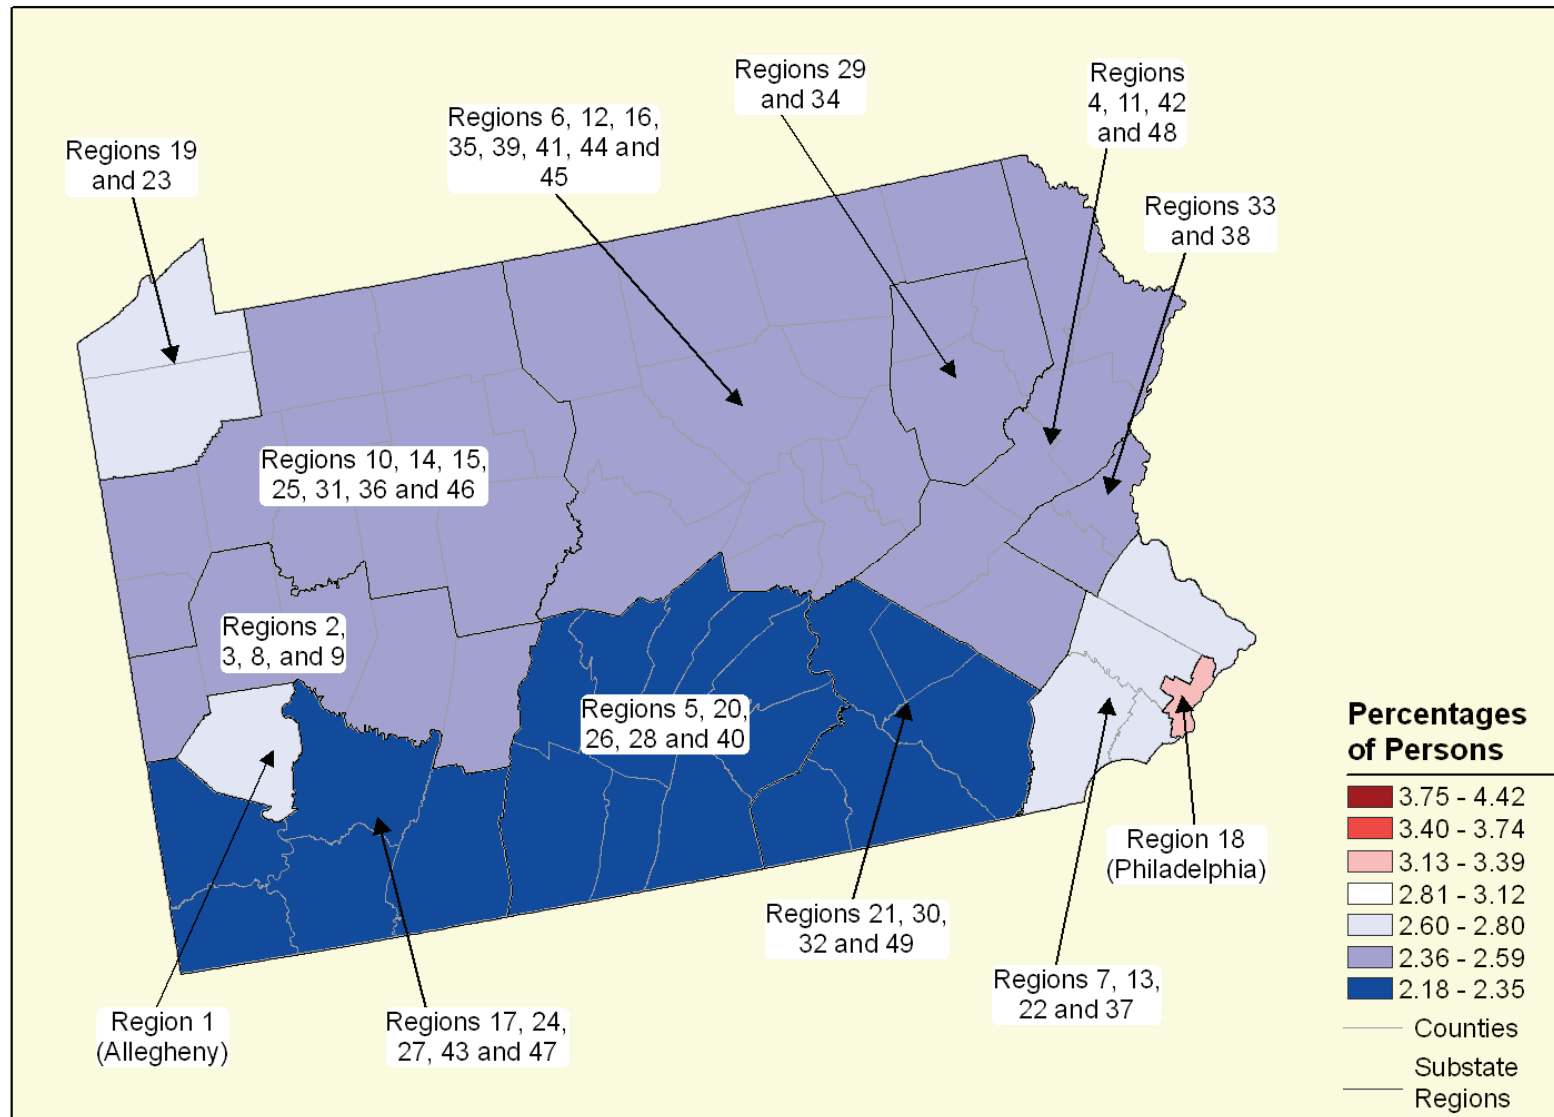 Regions 29
and 34
Regions
4, 11, 42
and 48
Regions 6, 12, 16,
35, 39, 41, 44 and
45
Regions 19
and 23
Regions 33
and 38
Regions 10, 14, 15,
25, 31, 36 and 46
Regions 2,
3, 8, and 9
Regions 5, 20,
26, 28 and 40
Percentages
of Persons
3.75 - 4.42
3.40 - 3.74
3.13 - 3.39
2.81 - 3.12
2.60 - 2.80
2.36 - 2.59
2.18 - 2.35
Counties
Substate
Regions
Region 18
(Philadelphia)
Regions 21, 30,
32 and 49
Regions 7, 13,
22 and 37
Region 1
(Allegheny)
Regions 17, 24,
27, 43 and 47